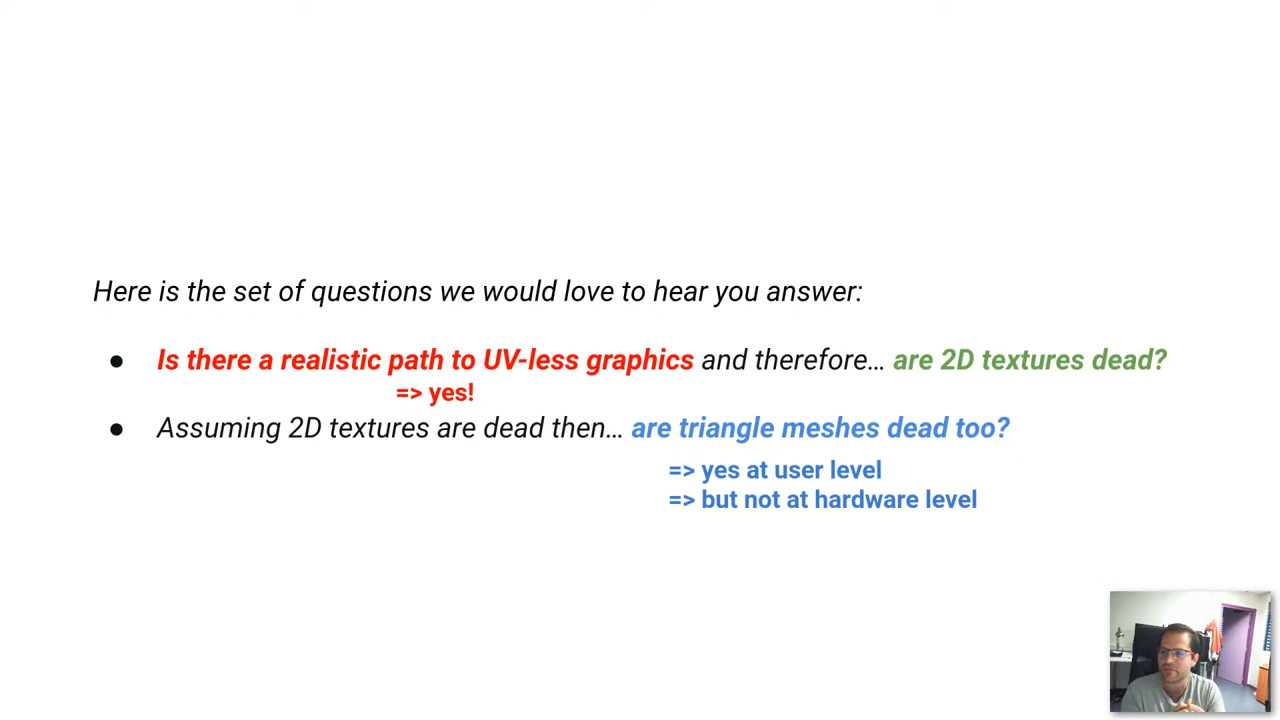 Here is the set of questions we would love to hear you answer:
● Is there a realistic path to UV-less graphics and therefore... are 2D textures dead?
=> yes!
● Assuming 2D textures are dead then... are triangle meshes dead too?
=> yes at user level
=> but not at hardware level